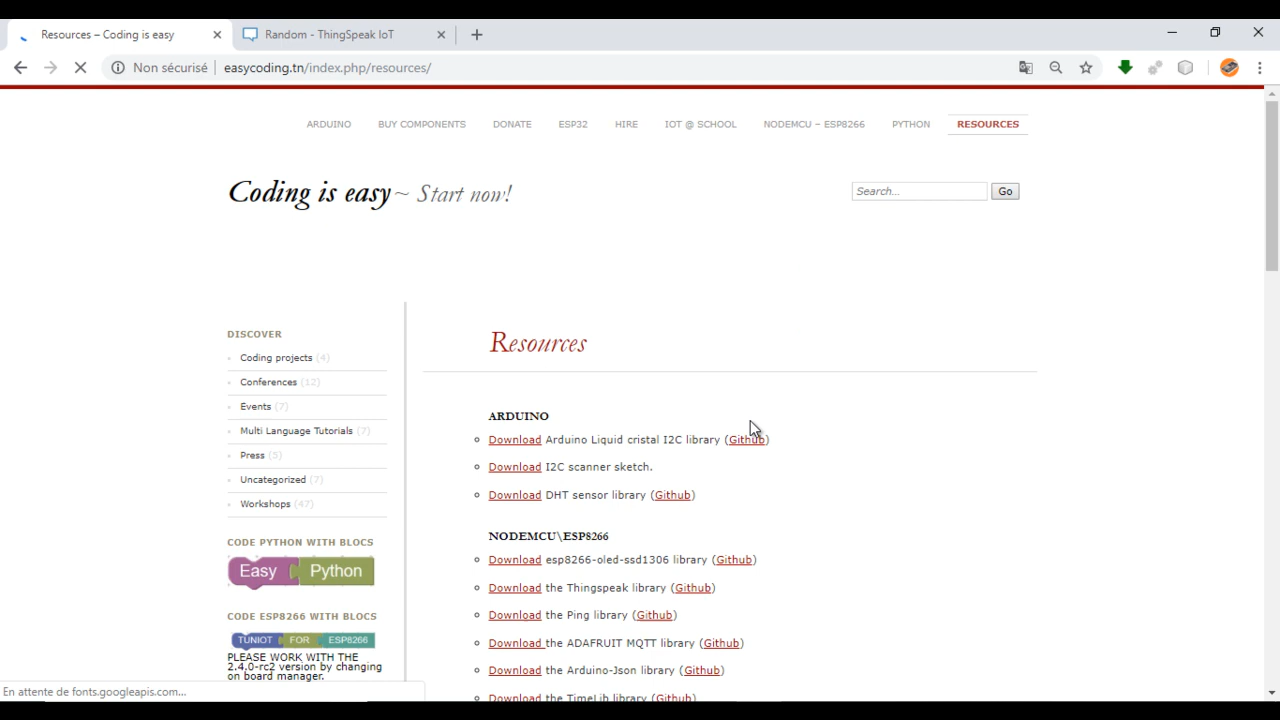 Resources – Coding is easy
Random - ThingSpeak IoT
Non sécurisé
easycoding.tn/index.php/resources/
ARDUINO
BUY COMPONENTS
DONATE
ESP32
HIRE
IOT @ SCHOOL
NODEMCU – ESP8266
PYTHON
RESOURCES
Coding is easy ~ Start now!
Search...
Go
DISCOVER
Coding projects (4)
Conferences (12)
Events (7)
Multi Language Tutorials (7)
Press (5)
Uncategorized (7)
Workshops (47)
CODE PYTHON WITH BLOCS
Easy Python
CODE ESP8266 WITH BLOCS
TUNIOT FOR ESP8266
PLEASE WORK WITH THE
2.4.0-rc2 version by changing
on board manager.
Resources
ARDUINO
Download Arduino Liquid cristal I2C library (Github)
Download I2C scanner sketch.
Download DHT sensor library (Github)
NODEMCU\ESP8266
Download esp8266-oled-ssd1306 library (Github)
Download the Thingspeak library (Github)
Download the Ping library (Github)
Download the ADAFRUIT MQTT library (Github)
Download the Arduino-Json library (Github)
Download the TimeLib library (Github)
En attente de fonts.googleapis.com...